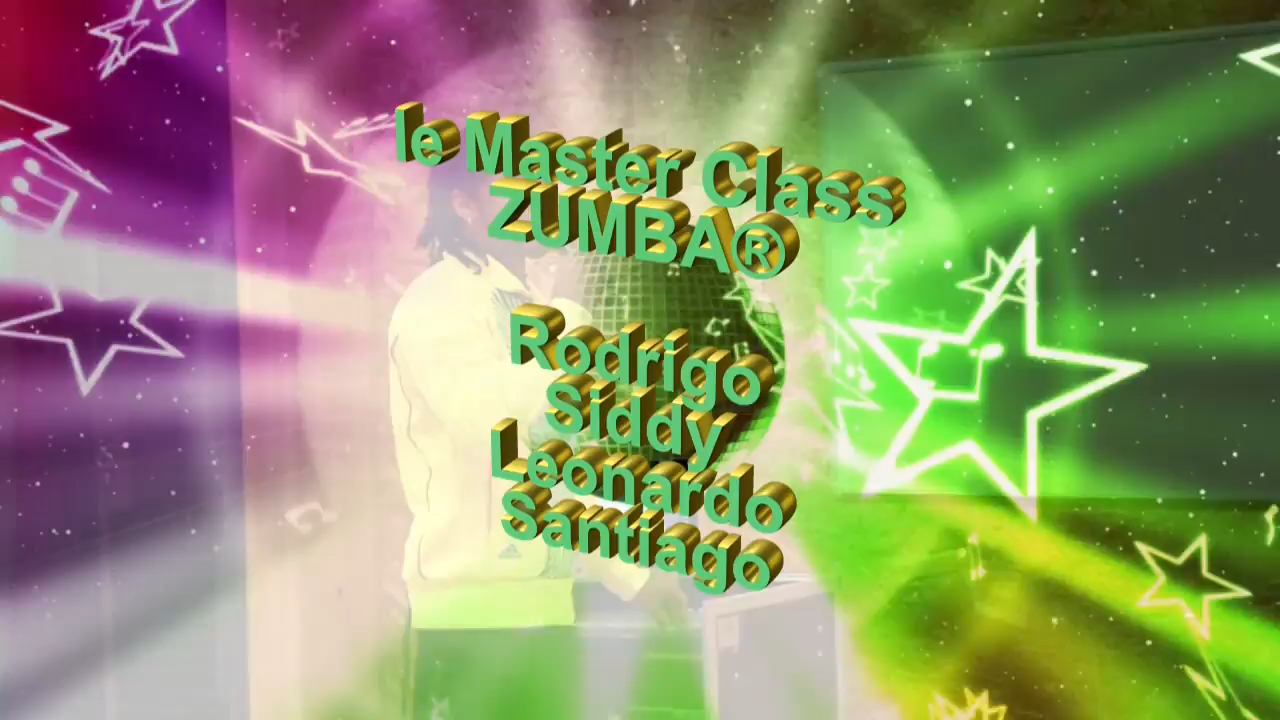 le Master Class
ZUMBA®
Rodrigo
Siddy
Leonardo
Santiago